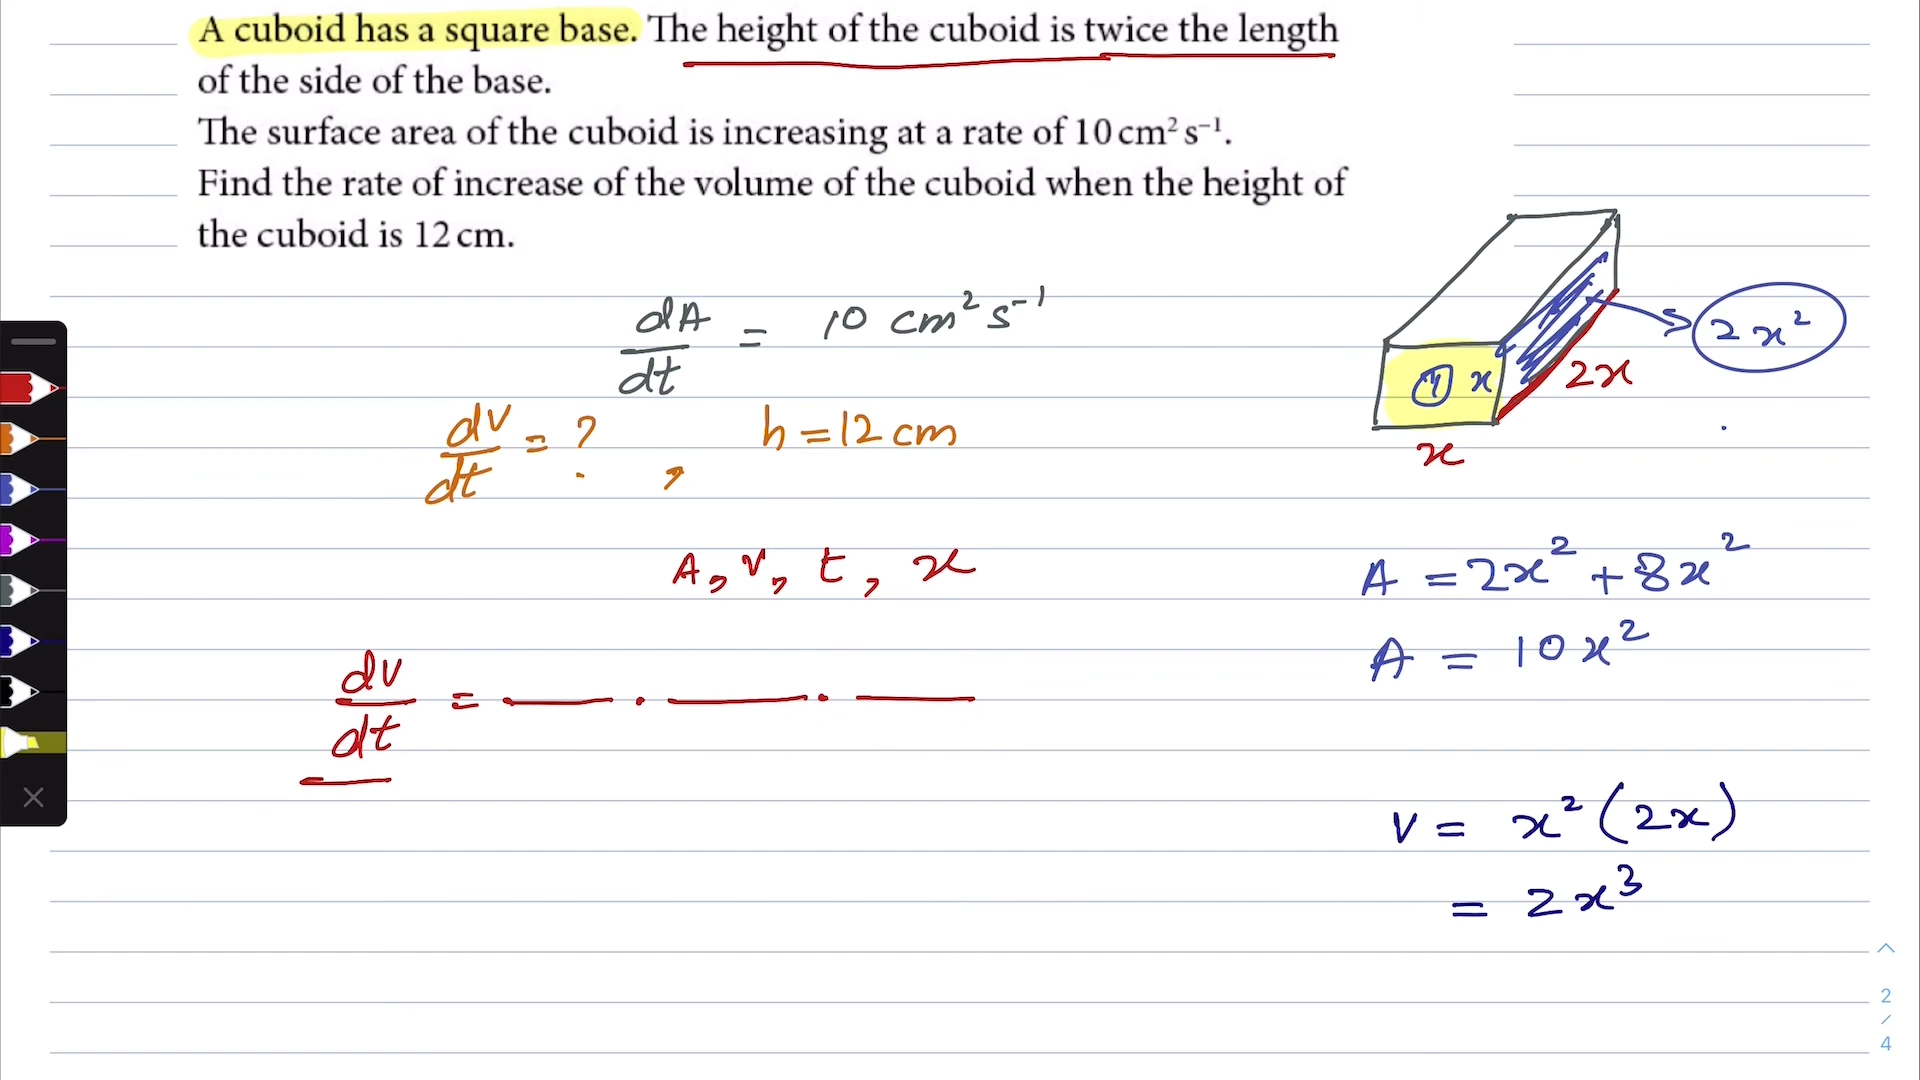 A cuboid has a square base. The height of the cuboid is twice the length
of the side of the base.
The surface area of the cuboid is increasing at a rate of 10 cm² s⁻¹.
Find the rate of increase of the volume of the cuboid when the height of
the cuboid is 12 cm.
dA/dt = 10 cm² s⁻¹
dv/dt = ? , h = 12 cm
A, v, t, x
dv/dt = __ . __ . __
x
2x
x
2x²
A = 2x² + 8x²
A = 10x²
V = x² (2x)
= 2x³
2
/
4